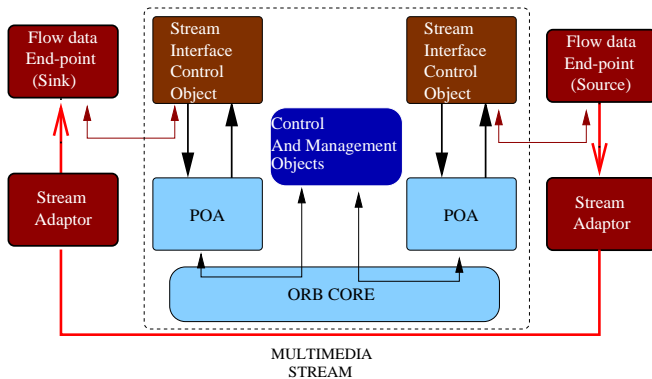 Flow data
End-point
(Sink)
Stream
Interface
Control
Object
Stream
Interface
Control
Object
Flow data
End-point
(Source)
Control
And Management
Objects
Stream
Adaptor
POA
POA
Stream
Adaptor
ORB CORE
MULTIMEDIA
STREAM